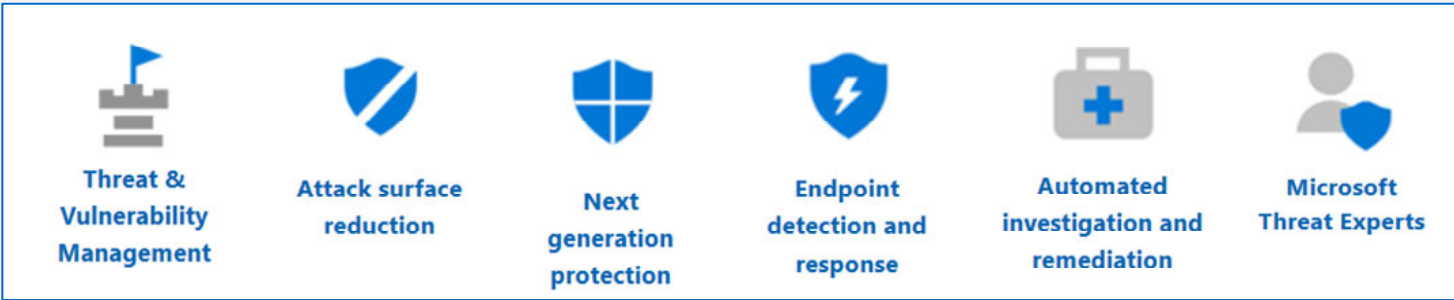 Threat &
Vulnerability
Management
Attack surface
reduction
Next
generation
protection
Endpoint
detection and
response
Automated
investigation and
remediation
Microsoft
Threat Experts